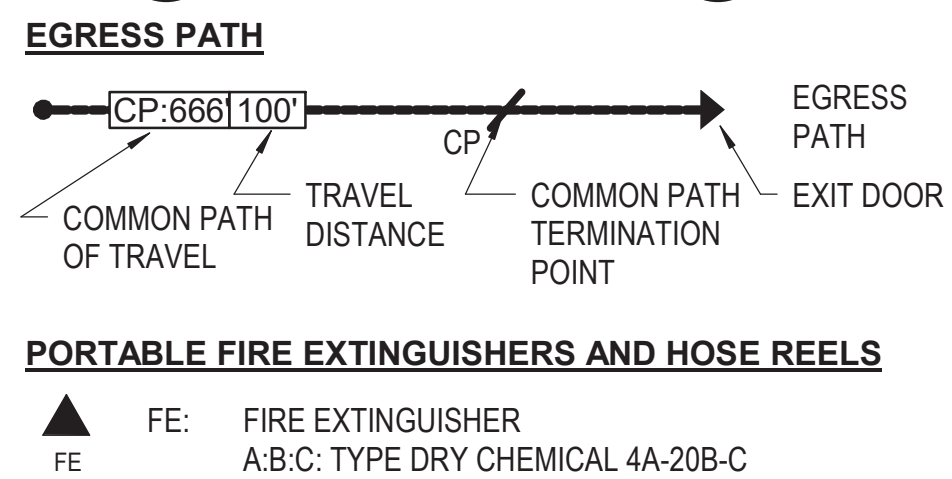 EGRESS PATH
CP:666' 100'
EGRESS
PATH
CP
COMMON PATH
OF TRAVEL
TRAVEL
DISTANCE
COMMON PATH
TERMINATION
POINT
EXIT DOOR
PORTABLE FIRE EXTINGUISHERS AND HOSE REELS
FE: FIRE EXTINGUISHER
FE A:B:C: TYPE DRY CHEMICAL 4A-20B-C